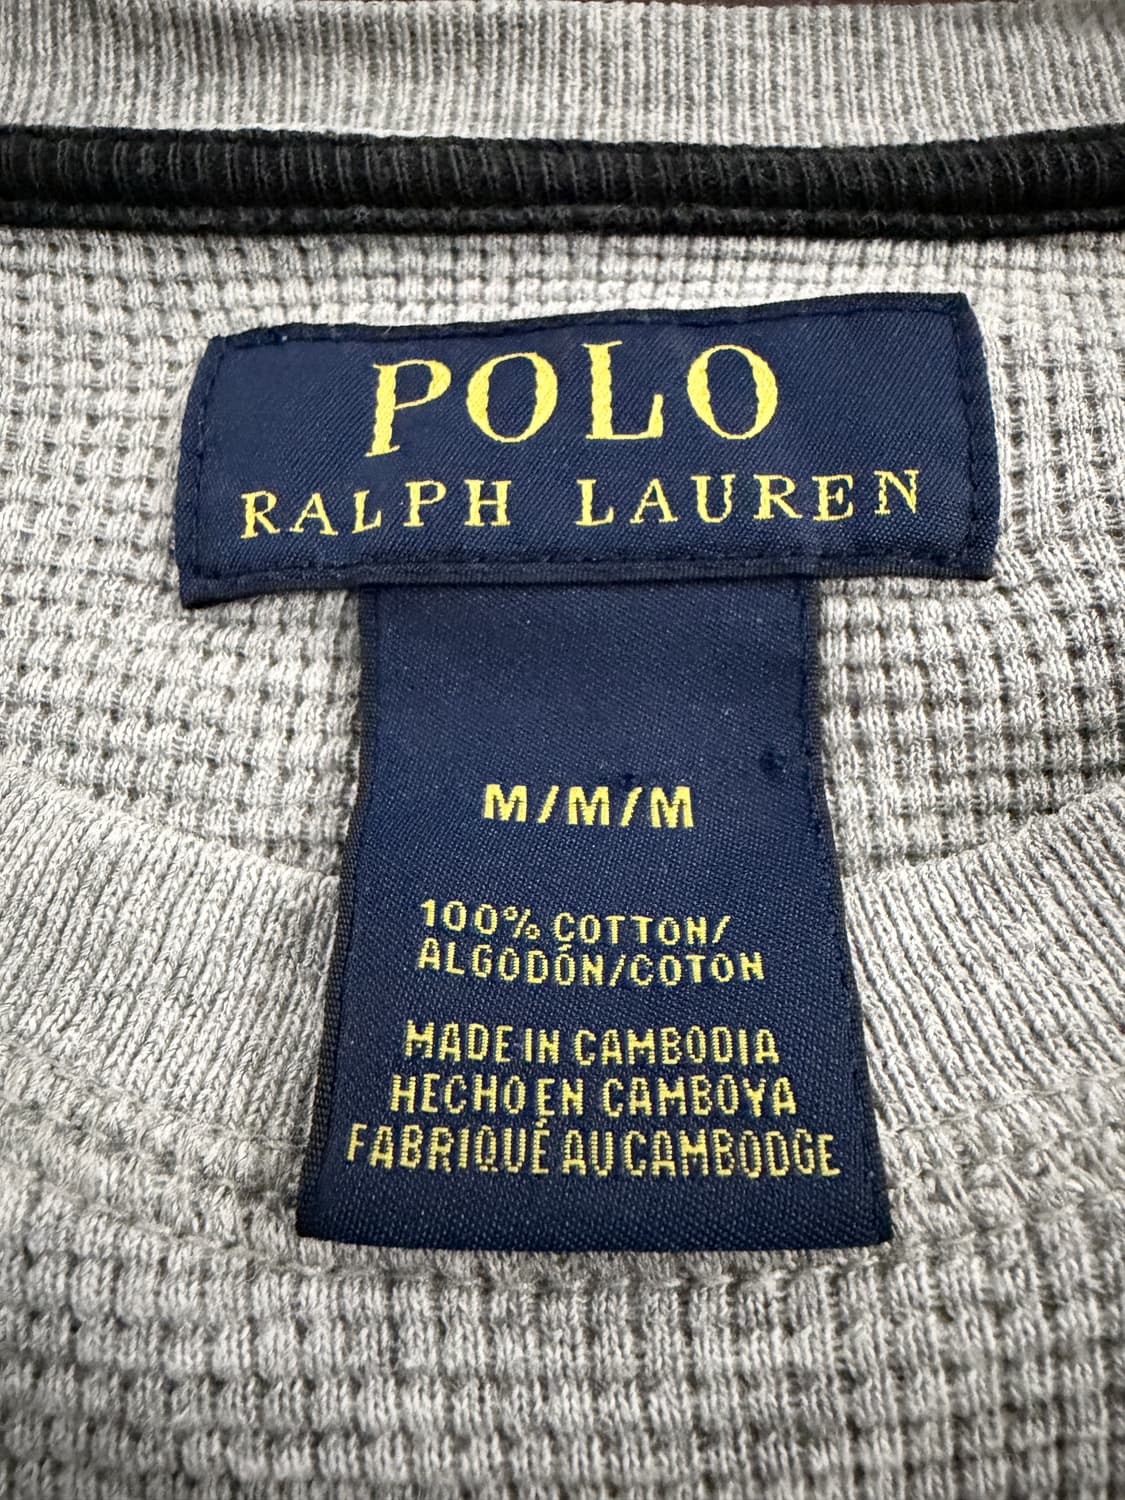 POLO
RALPH LAUREN
M/M/M
100% COTTON/
ALGODÓN/COTON
MADE IN CAMBODIA
HECHO EN CAMBOYA
FABRIQUÉ AU CAMBODGE